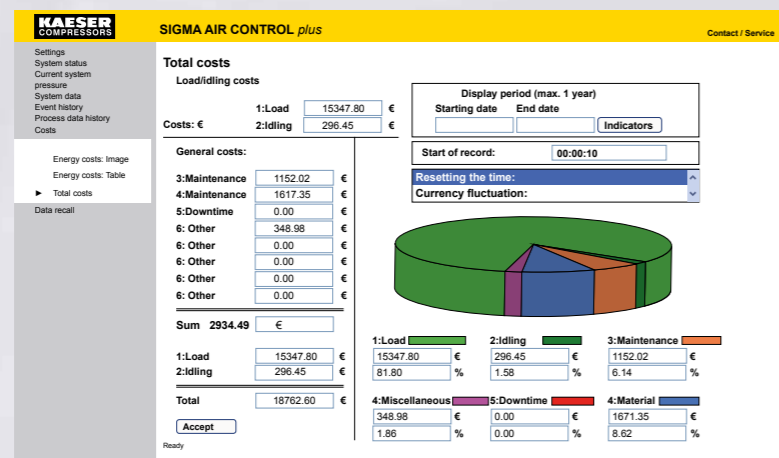 KAESER
COMPRESSORS
SIGMA AIR CONTROL plus
Contact / Service
Settings
System status
Current system
pressure
System data
Event history
Process data history
Costs
Energy costs: Image
Energy costs: Table
► Total costs
Data recall
Total costs
Load/idling costs
1:Load 15347.80 €
Costs: € 2:Idling 296.45 €
General costs:
3:Maintenance 1152.02 €
4:Maintenance 1617.35 €
5:Downtime 0.00 €
6: Other 348.98 €
6: Other 0.00 €
6: Other 0.00 €
6: Other 0.00 €
6: Other 0.00 €
Sum 2934.49 €
1:Load 15347.80 €
2:Idling 296.45 €
Total 18762.60 €
Accept
Ready
Display period (max. 1 year)
Starting date End date
Indicators
Start of record: 00:00:10
Resetting the time:
Currency fluctuation:
1:Load 2:Idling 3:Maintenance
15347.80 € 296.45 € 1152.02 €
81.80 % 1.58 % 6.14 %
4:Miscellaneous 5:Downtime 4:Material
348.98 € 0.00 € 1671.35 €
1.86 % 0.00 % 8.62 %